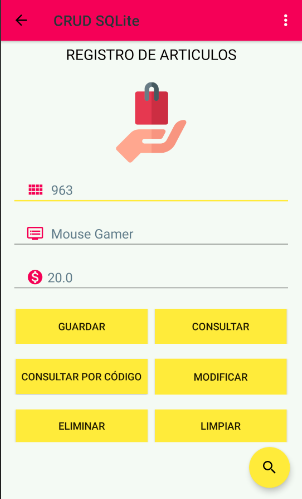 CRUD SQLite
REGISTRO DE ARTICULOS
963
Mouse Gamer
$ 20.0
GUARDAR CONSULTAR
CONSULTAR POR CÓDIGO MODIFICAR
ELIMINAR LIMPIAR